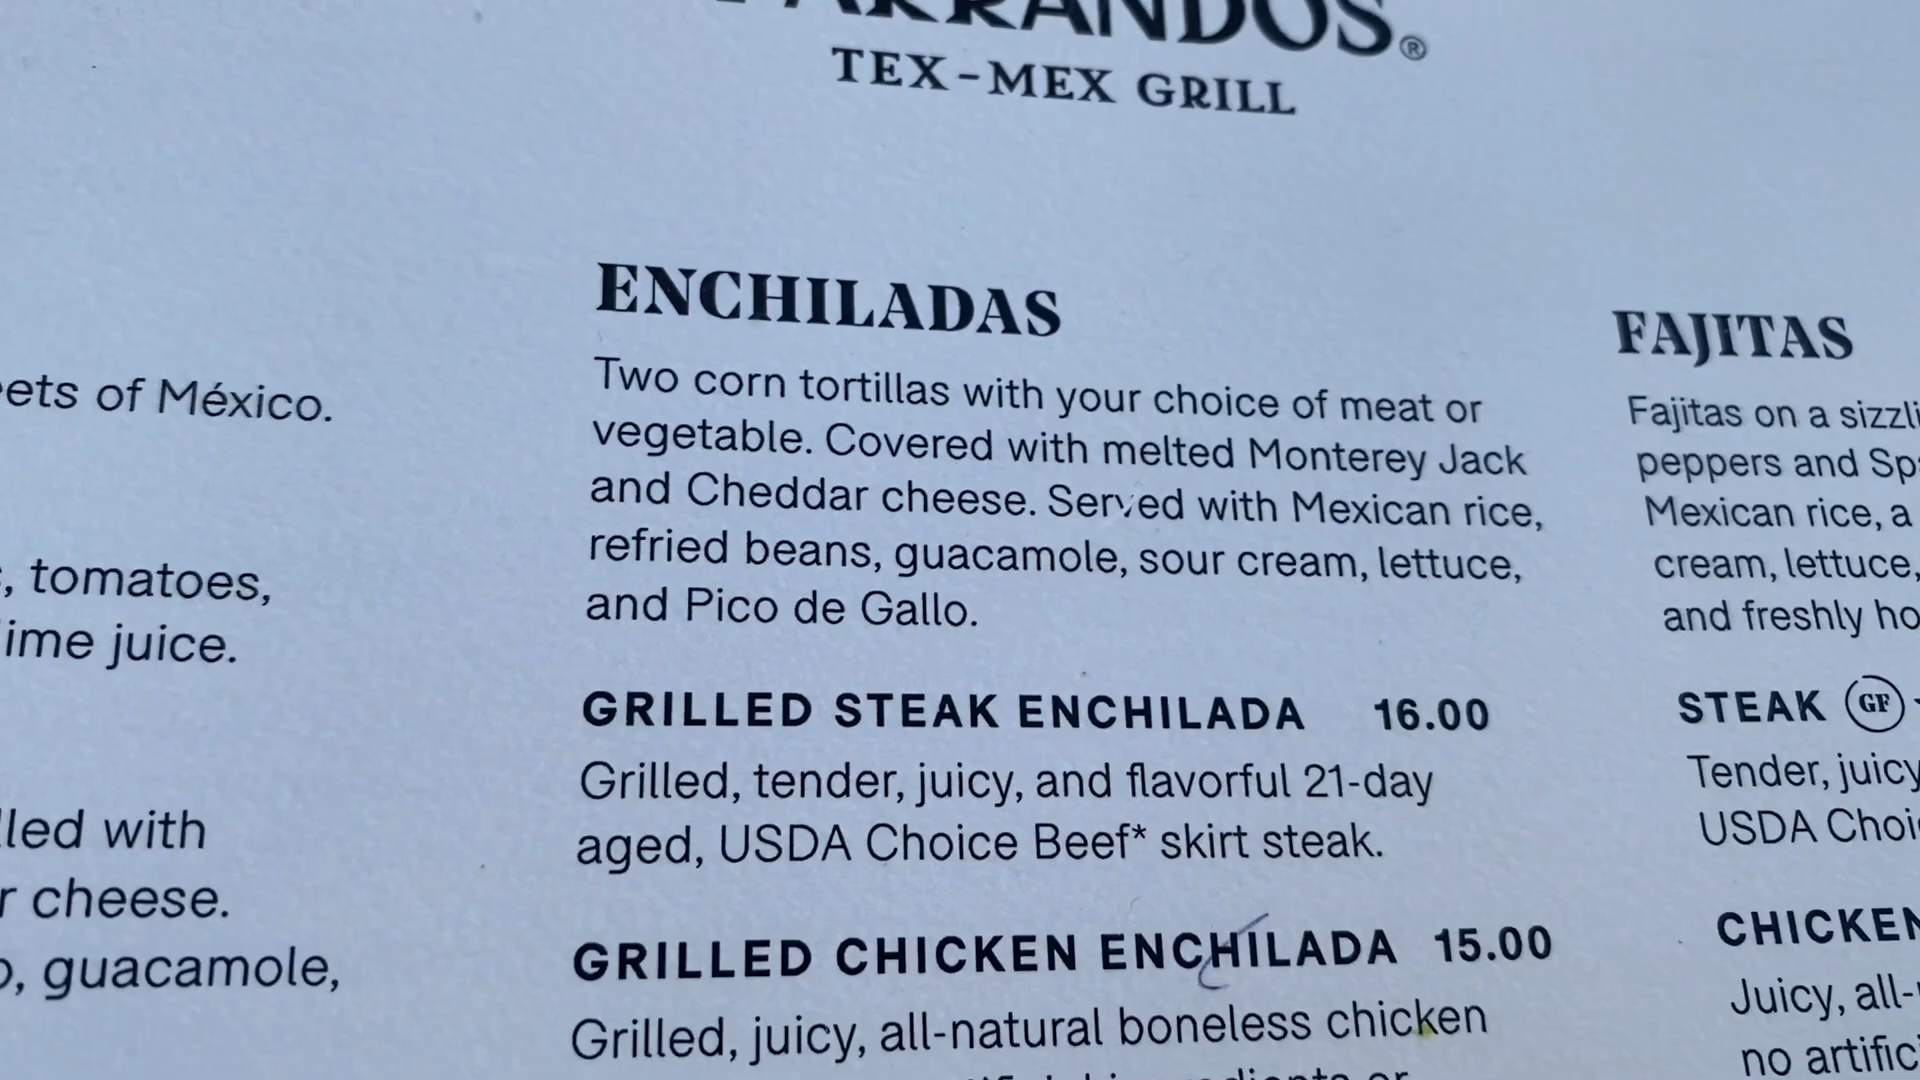 TEX-MEX GRILL
ets of México.
, tomatoes,
ime juice.
led with
r cheese.
, guacamole,
ENCHILADAS
Two corn tortillas with your choice of meat or
vegetable. Covered with melted Monterey Jack
and Cheddar cheese. Served with Mexican rice,
refried beans, guacamole, sour cream, lettuce,
and Pico de Gallo.
GRILLED STEAK ENCHILADA 16.00
Grilled, tender, juicy, and flavorful 21-day
aged, USDA Choice Beef* skirt steak.
GRILLED CHICKEN ENCHILADA 15.00
Grilled, juicy, all-natural boneless chicken
FAJITAS
Fajitas on a sizzli
peppers and Sp
Mexican rice, a
cream, lettuce,
and freshly ho
STEAK GF
Tender, juicy
USDA Choi
CHICKEN
Juicy, all-
no artific